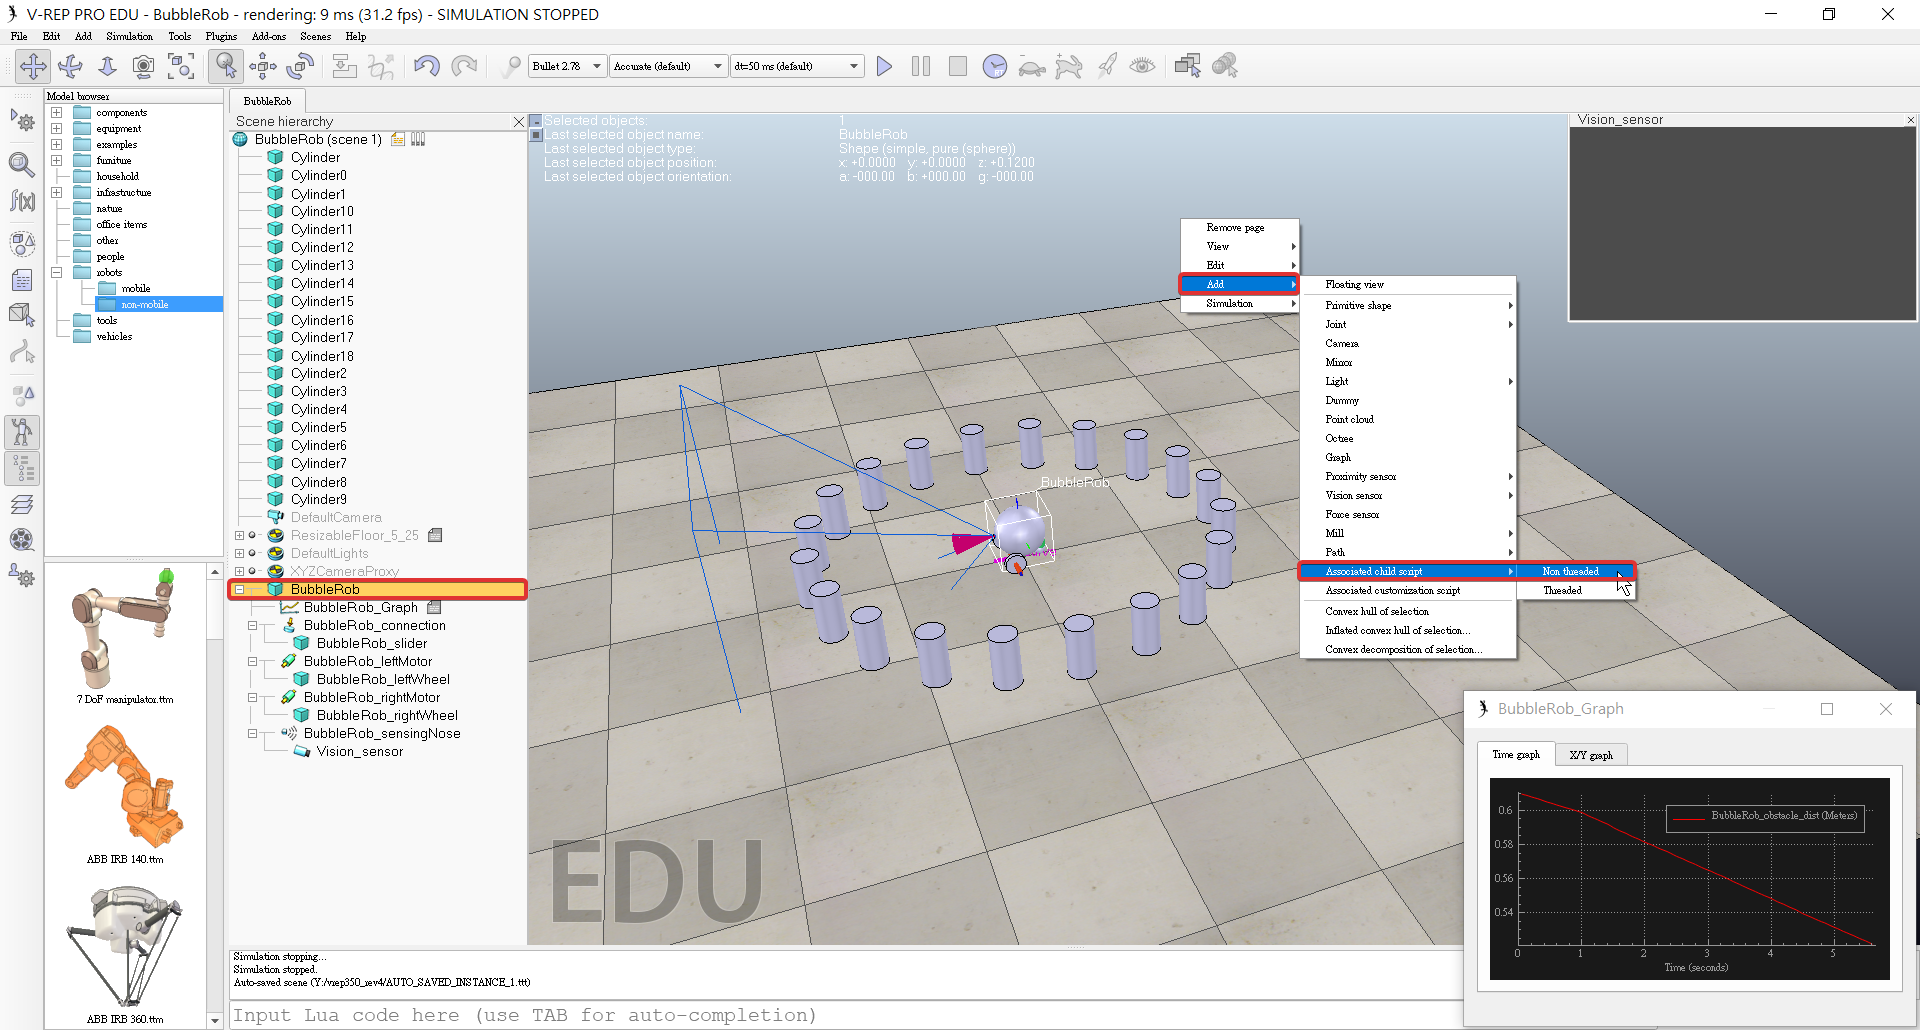 V-REP PRO EDU - BubbleRob - rendering: 9 ms (31.2 fps) - SIMULATION STOPPED
File Edit Add Simulation Tools Plugins Add-ons Scenes Help
Bullet 2.78 Accurate (default) dt=50 ms (default)
Model browser
components
equipment
examples
furniture
household
infrastructure
nature
office items
other
people
robots
mobile
non-mobile
tools
vehicles
7 DoF manipulator.ttm
ABB IRB 140.ttm
ABB IRB 360.ttm
BubbleRob
Scene hierarchy
BubbleRob (scene 1)
Cylinder
Cylinder0
Cylinder1
Cylinder10
Cylinder11
Cylinder12
Cylinder13
Cylinder14
Cylinder15
Cylinder16
Cylinder17
Cylinder18
Cylinder2
Cylinder3
Cylinder4
Cylinder5
Cylinder6
Cylinder7
Cylinder8
Cylinder9
DefaultCamera
ResizableFloor_5_25
DefaultLights
XYZCameraProxy
BubbleRob
BubbleRob_Graph
BubbleRob_connection
BubbleRob_slider
BubbleRob_leftMotor
BubbleRob_leftWheel
BubbleRob_rightMotor
BubbleRob_rightWheel
BubbleRob_sensingNose
Vision_sensor
Selected objects: 1
Last selected object name: BubbleRob
Last selected object type: Shape (simple, pure (sphere))
Last selected object position: x: +0.0000 y: +0.0000 z: +0.1200
Last selected object orientation: a: -000.00 b: +000.00 g: -000.00
BubbleRob
EDU
Vision_sensor
Remove page
View
Edit
Add
Simulation
Floating view
Primitive shape
Joint
Camera
Mirror
Light
Dummy
Point cloud
Octree
Graph
Proximity sensor
Vision sensor
Force sensor
Mill
Path
Associated child script
Associated customization script
Convex hull of selection
Inflated convex hull of selection...
Convex decomposition of selection...
Non threaded
Threaded
BubbleRob_Graph
Time graph X/Y graph
BubbleRob_obstacle_dist (Meters)
0.6
0.58
0.56
0.54
0 1 2 3 4 5
Time (seconds)
Simulation stopping...
Simulation stopped.
Auto-saved scene (Y:/vrep350_rev4/AUTO_SAVED_INSTANCE_1.ttt)
Input Lua code here (use TAB for auto-completion)